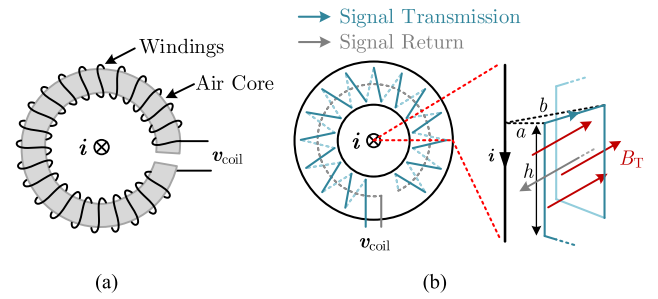 (a)
Windings
Air Core
i
v_coil
Signal Transmission
Signal Return
i
v_coil
b
a
i
h
B_T
(a)
(b)